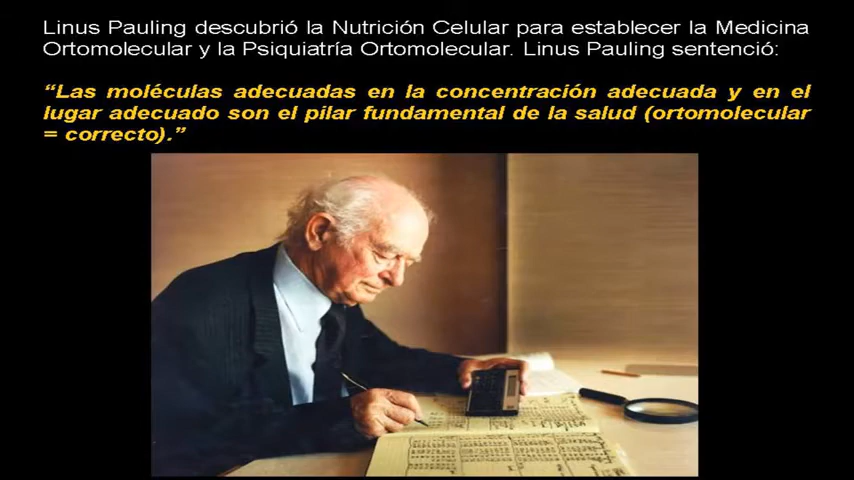 Linus Pauling descubrió la Nutrición Celular para establecer la Medicina
Ortomolecular y la Psiquiatría Ortomolecular. Linus Pauling sentenció:
“Las moléculas adecuadas en la concentración adecuada y en el
lugar adecuado son el pilar fundamental de la salud (ortomolecular
= correcto).”